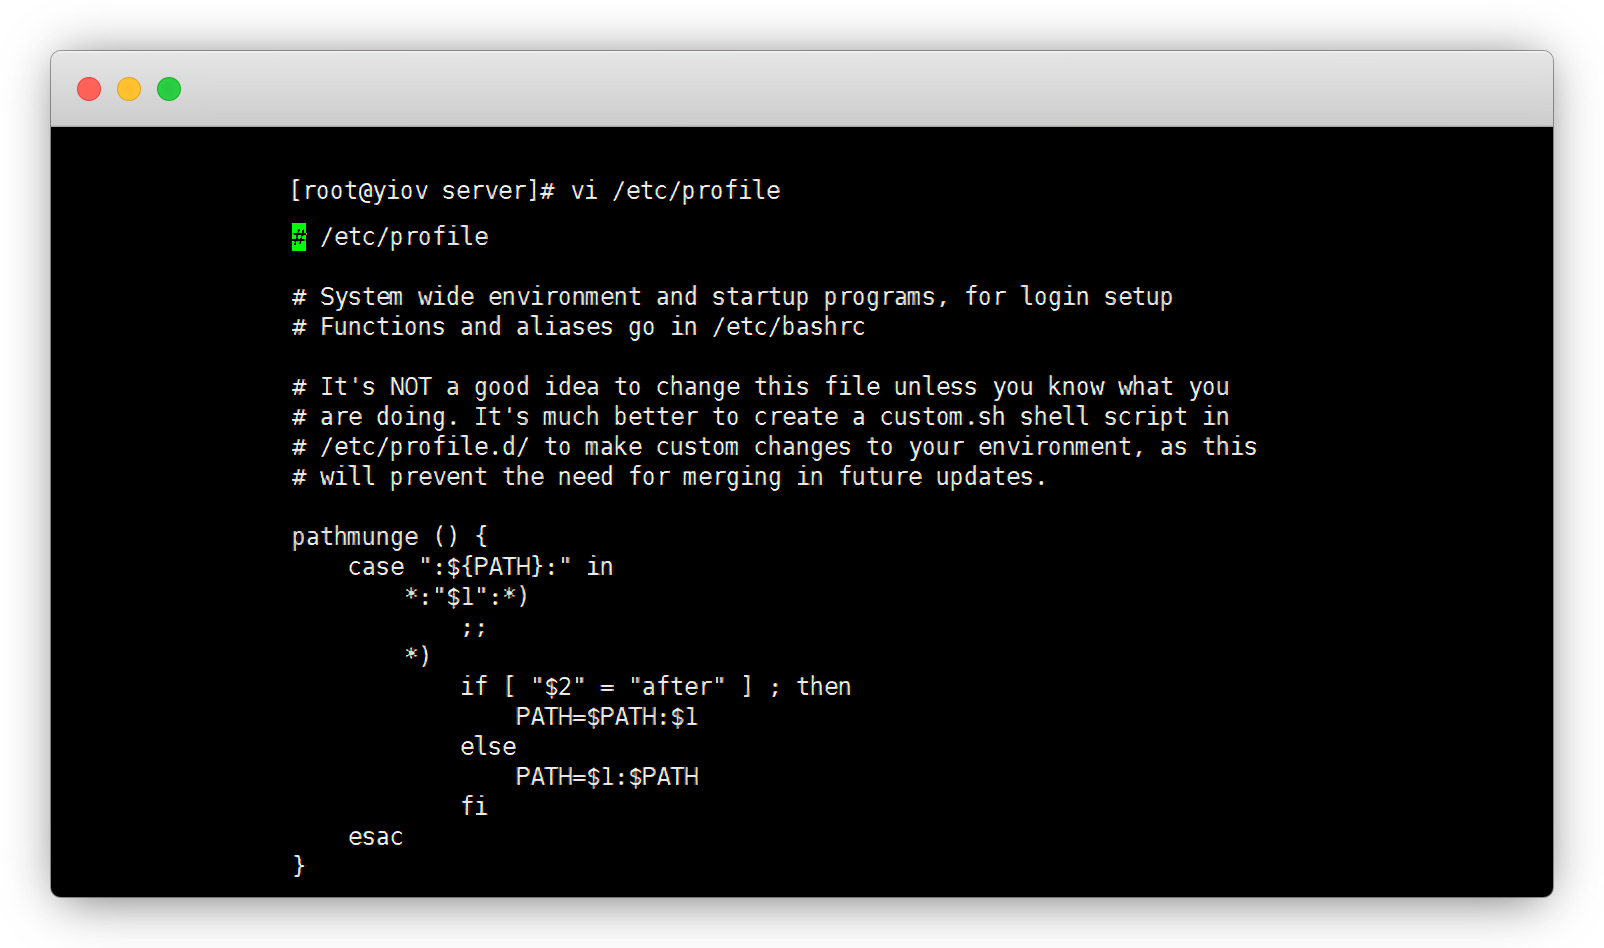 [root@yiov server]# vi /etc/profile
# /etc/profile

# System wide environment and startup programs, for login setup
# Functions and aliases go in /etc/bashrc

# It's NOT a good idea to change this file unless you know what you
# are doing. It's much better to create a custom.sh shell script in
# /etc/profile.d/ to make custom changes to your environment, as this
# will prevent the need for merging in future updates.

pathmunge () {
    case ":${PATH}:" in
        *:"$1":*)
            ;;
        *)
            if [ "$2" = "after" ] ; then
                PATH=$PATH:$1
            else
                PATH=$1:$PATH
            fi
    esac
}